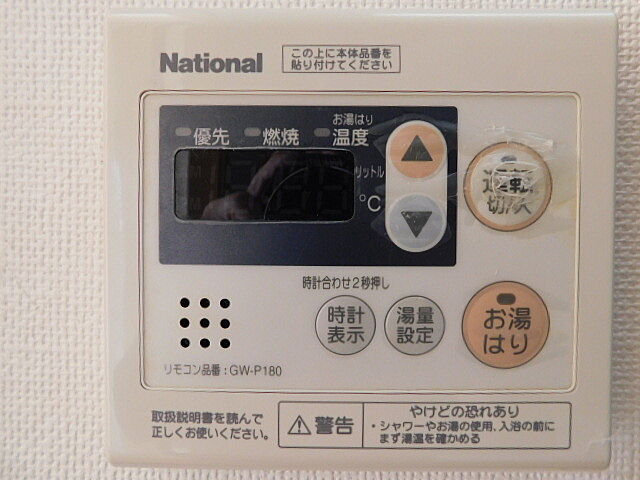 National
この上に本体品番を
貼り付けてください
お湯はり
優先 燃焼 温度
リットル
℃
運転
切/入
時計合わせ2秒押し
時計
表示
湯量
設定
お湯
はり
リモコン品番:GW-P180
取扱説明書を読んで
正しくお使いください。
警告
やけどの恐れあり
・シャワーやお湯の使用、入浴の前に
まず湯温を確かめる